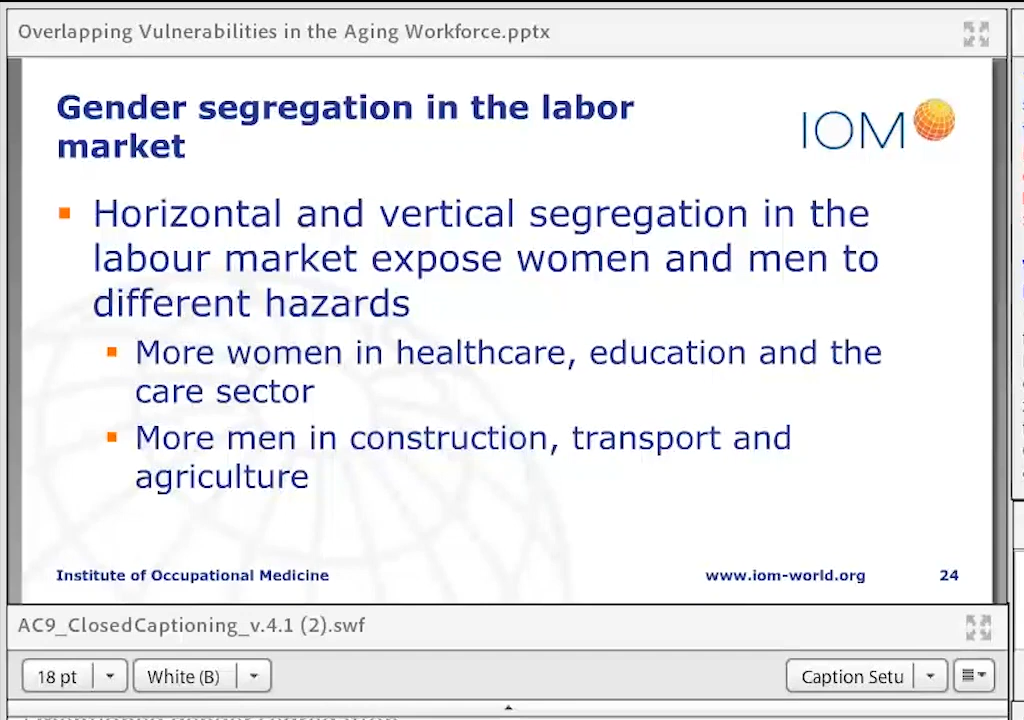 Overlapping Vulnerabilities in the Aging Workforce.pptx
Gender segregation in the labor
market
IOM
Horizontal and vertical segregation in the
labour market expose women and men to
different hazards
More women in healthcare, education and the
care sector
More men in construction, transport and
agriculture
Institute of Occupational Medicine
www.iom-world.org
24
AC9_ClosedCaptioning_v.4.1 (2).swf
18 pt
White (B)
Caption Setu